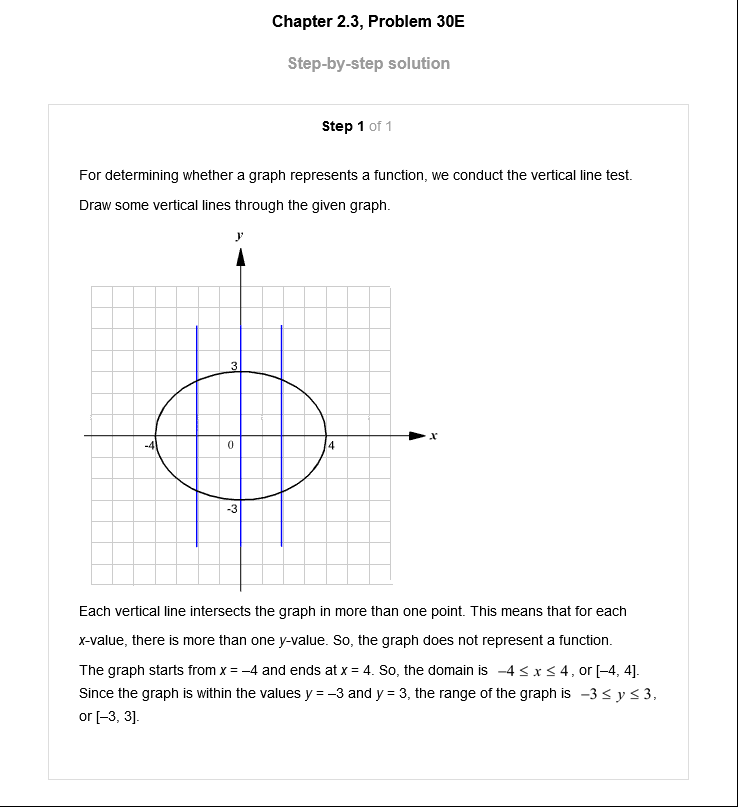 Chapter 2.3, Problem 30E
Step-by-step solution
Step 1 of 1
For determining whether a graph represents a function, we conduct the vertical line test.
Draw some vertical lines through the given graph.
y
3
-4
0
4
x
-3
Each vertical line intersects the graph in more than one point. This means that for each
x-value, there is more than one y-value. So, the graph does not represent a function.
The graph starts from x = –4 and ends at x = 4. So, the domain is −4 ≤ x ≤ 4, or [–4, 4].
Since the graph is within the values y = –3 and y = 3, the range of the graph is −3 ≤ y ≤ 3,
or [–3, 3].